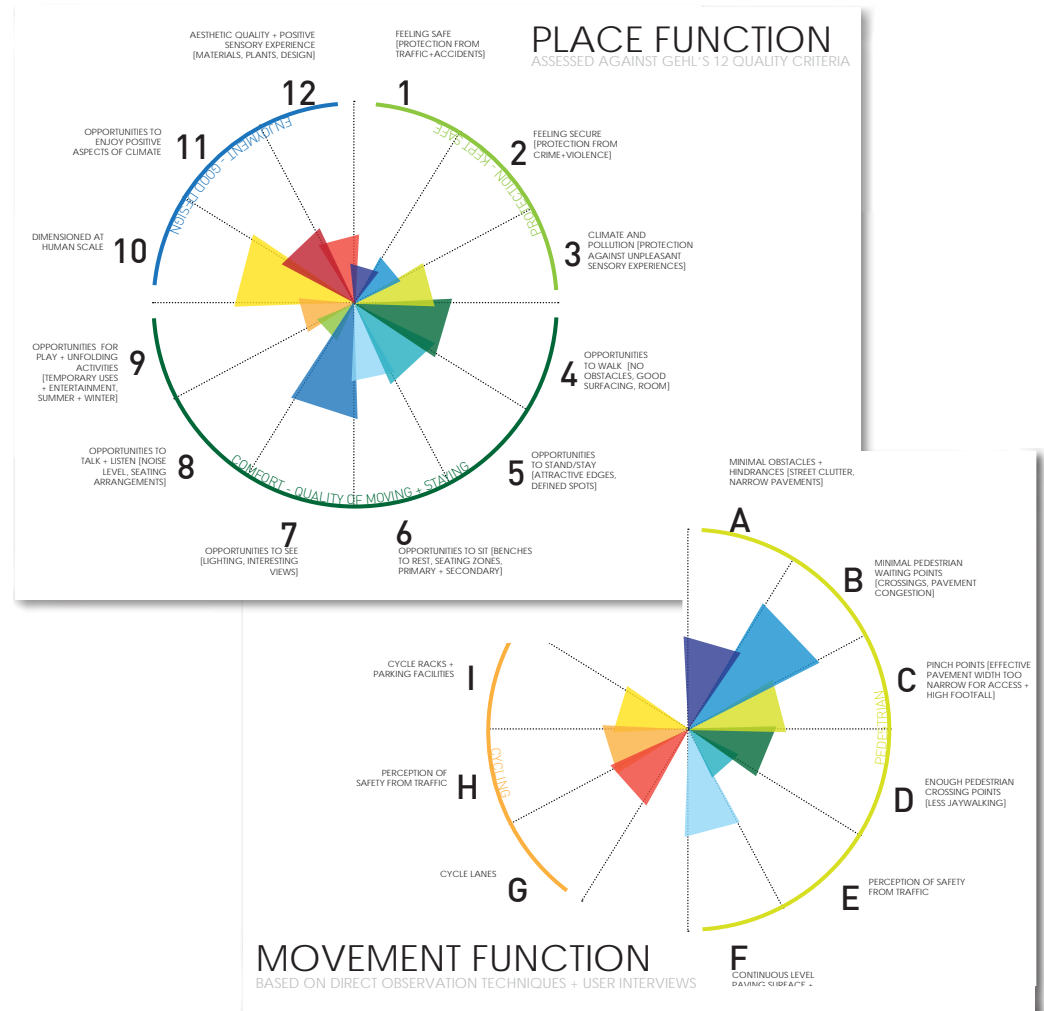 PLACE FUNCTION
ASSESSED AGAINST GEHL'S 12 QUALITY CRITERIA
1
FEELING SAFE
[PROTECTION FROM
TRAFFIC+ACCIDENTS]
2
FEELING SECURE
[PROTECTION FROM
CRIME+VIOLENCE]
3
CLIMATE AND
POLLUTION [PROTECTION
AGAINST UNPLEASANT
SENSORY EXPERIENCES]
4
OPPORTUNITIES
TO WALK [NO
OBSTACLES, GOOD
SURFACING, ROOM]
5
OPPORTUNITIES
TO STAND/STAY
[ATTRACTIVE EDGES,
DEFINED SPOTS]
6
OPPORTUNITIES TO SIT [BENCHES
TO REST, SEATING ZONES,
PRIMARY + SECONDARY]
7
OPPORTUNITIES TO SEE
[LIGHTING, INTERESTING
VIEWS]
8
OPPORTUNITIES TO
TALK + LISTEN [NOISE
LEVEL, SEATING
ARRANGEMENTS]
9
OPPORTUNITIES FOR
PLAY + UNFOLDING
ACTIVITIES
[TEMPORARY USES
+ ENTERTAINMENT,
SUMMER + WINTER]
10
DIMENSIONED AT
HUMAN SCALE
11
OPPORTUNITIES TO
ENJOY POSITIVE
ASPECTS OF CLIMATE
12
AESTHETIC QUALITY + POSITIVE
SENSORY EXPERIENCE
[MATERIALS, PLANTS, DESIGN]
PROTECTION - KEPT SAFE
COMFORT - QUALITY OF MOVING + STAYING
ENJOYMENT - GOOD DESIGN
A
MINIMAL OBSTACLES +
HINDRANCES [STREET CLUTTER,
NARROW PAVEMENTS]
B
MINIMAL PEDESTRIAN
WAITING POINTS
[CROSSINGS, PAVEMENT
CONGESTION]
C
PINCH POINTS [EFFECTIVE
PAVEMENT WIDTH TOO
NARROW FOR ACCESS +
HIGH FOOTFALL]
D
ENOUGH PEDESTRIAN
CROSSING POINTS
[LESS JAYWALKING]
E
PERCEPTION OF SAFETY
FROM TRAFFIC
F
CONTINUOUS LEVEL
PAVING SURFACE +
G
CYCLE LANES
H
PERCEPTION OF
SAFETY FROM TRAFFIC
I
CYCLE RACKS +
PARKING FACILITIES
PEDESTRIAN
CYCLING
MOVEMENT FUNCTION
BASED ON DIRECT OBSERVATION TECHNIQUES + USER INTERVIEWS